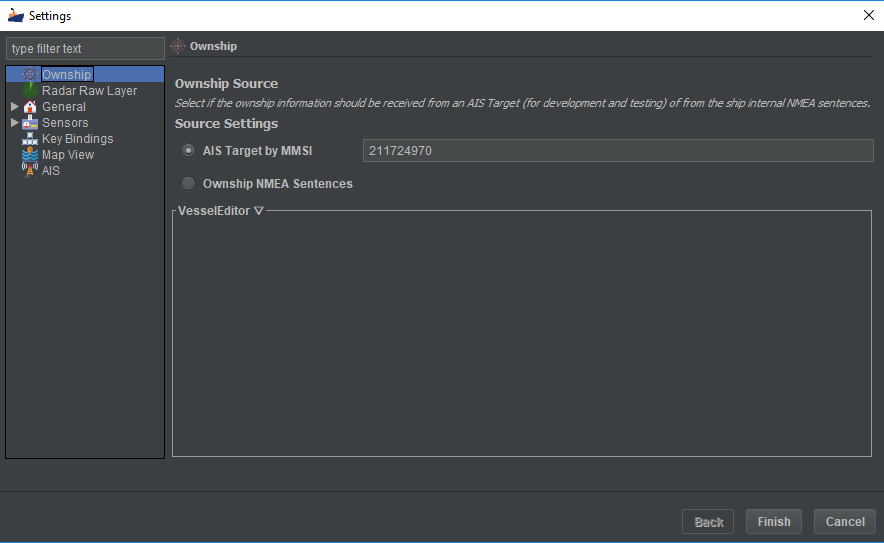 Settings
type filter text
Ownship
Radar Raw Layer
General
Sensors
Key Bindings
Map View
AIS
Ownship
Ownship Source
Select if the ownship information should be received from an AIS Target (for development and testing) of from the ship internal NMEA sentences.
Source Settings
AIS Target by MMSI 211724970
Ownship NMEA Sentences
VesselEditor
Back Finish Cancel